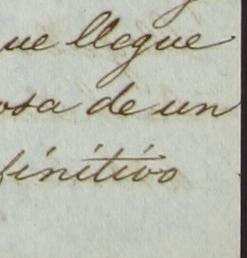 ue llegue
osa de un
finitivo